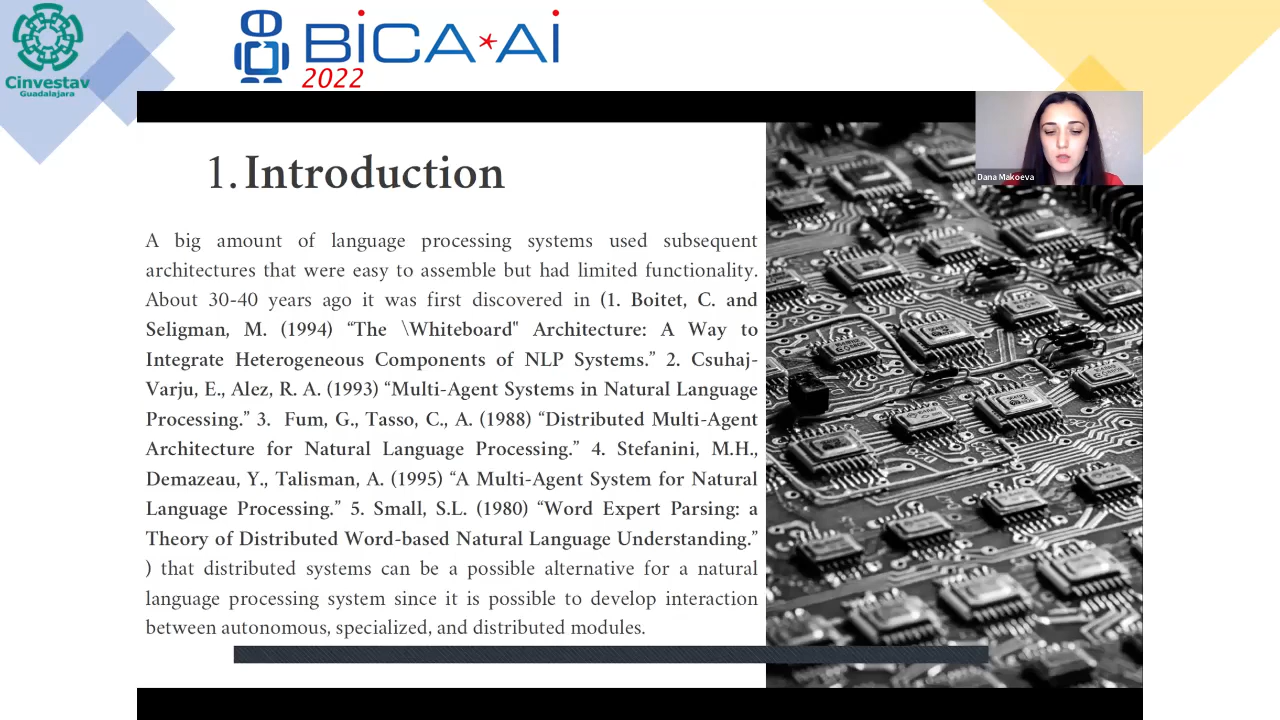 Cinvestav
Guadalajara
BiCA*Ai
2022
Dana Makoeva
1. Introduction
A big amount of language processing systems used subsequent
architectures that were easy to assemble but had limited functionality.
About 30-40 years ago it was first discovered in (1. Boitet, C. and
Seligman, M. (1994) “The \Whiteboard" Architecture: A Way to
Integrate Heterogeneous Components of NLP Systems.” 2. Csuhaj-
Varju, E., Alez, R. A. (1993) “Multi-Agent Systems in Natural Language
Processing.” 3. Fum, G., Tasso, C., A. (1988) “Distributed Multi-Agent
Architecture for Natural Language Processing.” 4. Stefanini, M.H.,
Demazeau, Y., Talisman, A. (1995) “A Multi-Agent System for Natural
Language Processing.” 5. Small, S.L. (1980) “Word Expert Parsing: a
Theory of Distributed Word-based Natural Language Understanding.”
) that distributed systems can be a possible alternative for a natural
language processing system since it is possible to develop interaction
between autonomous, specialized, and distributed modules.